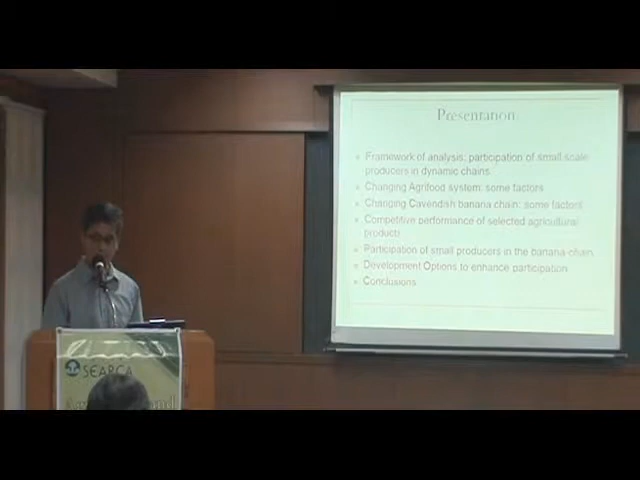 Presentation
Framework of analysis: participation of small scale
producers in dynamic chains.
Changing Agrifood system: some factors
Changing Cavendish banana chain: some factors
Competitive performance of selected agricultural
products
Participation of small producers in the banana chain
Development Options to enhance participation
Conclusions
SEARCA
and